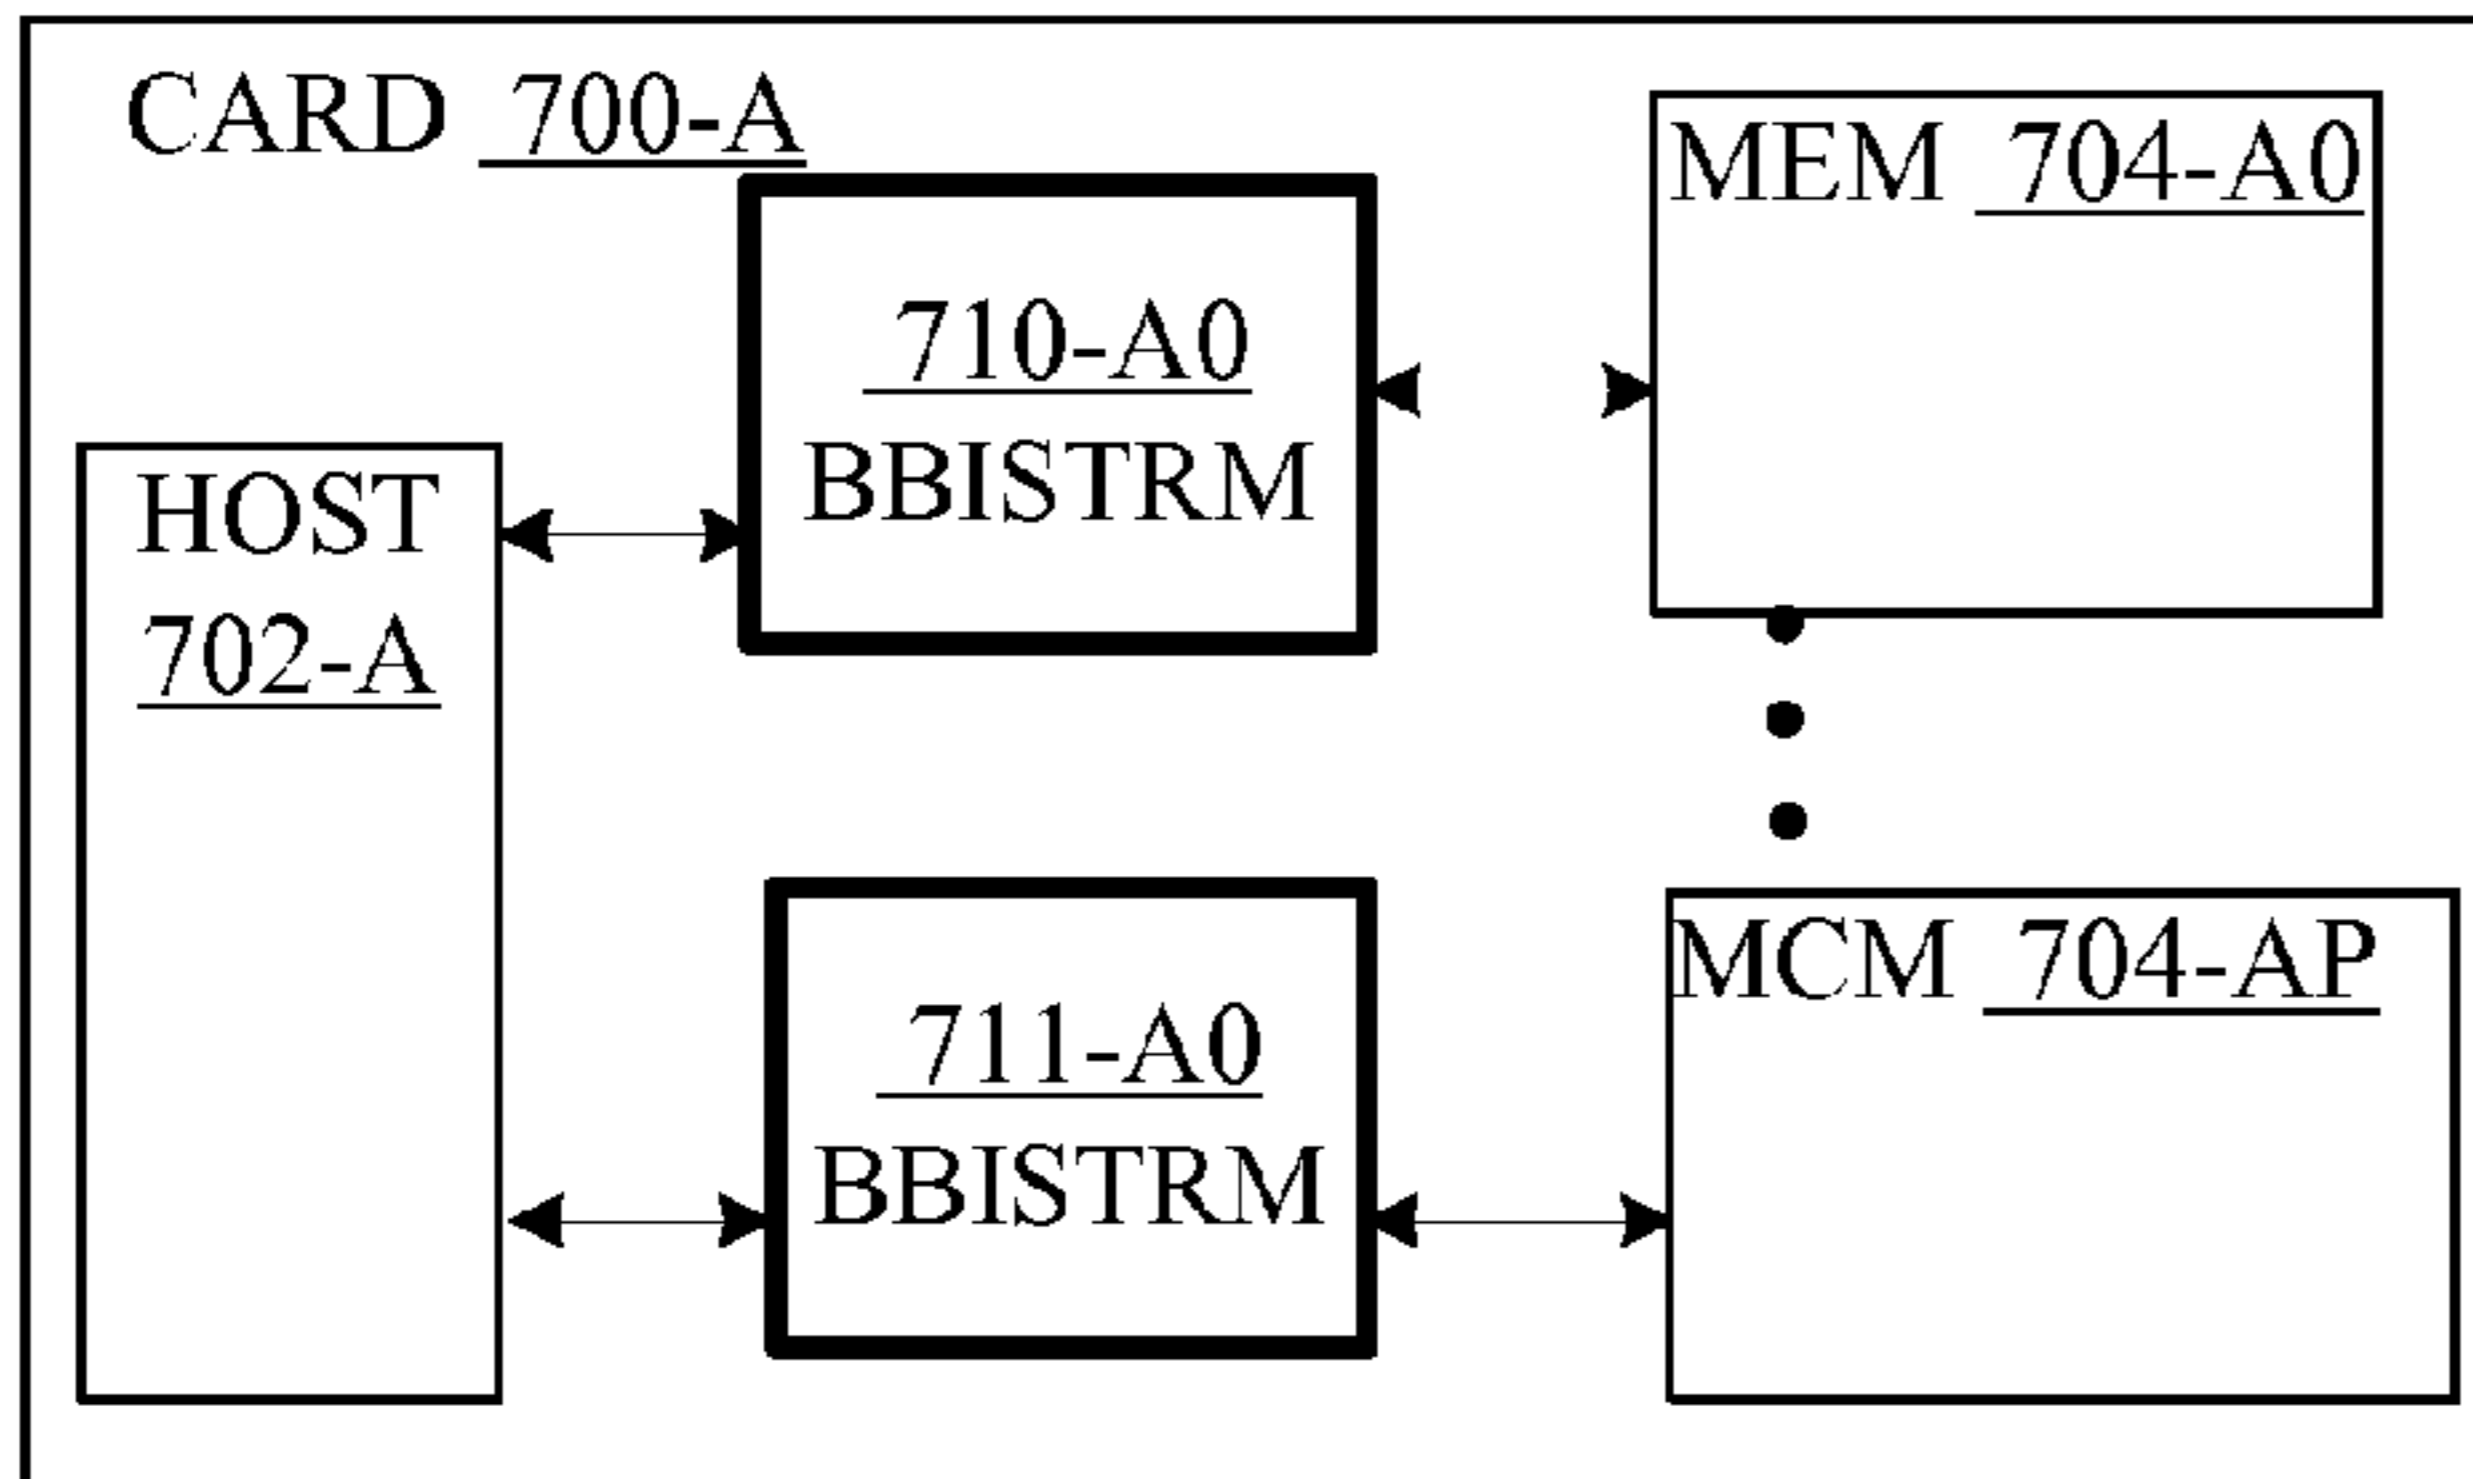 CARD 700-A
MEM 704-A0
710-A0
BBISTRM
HOST
702-A
MCM 704-AP
711-A0
BBISTRM